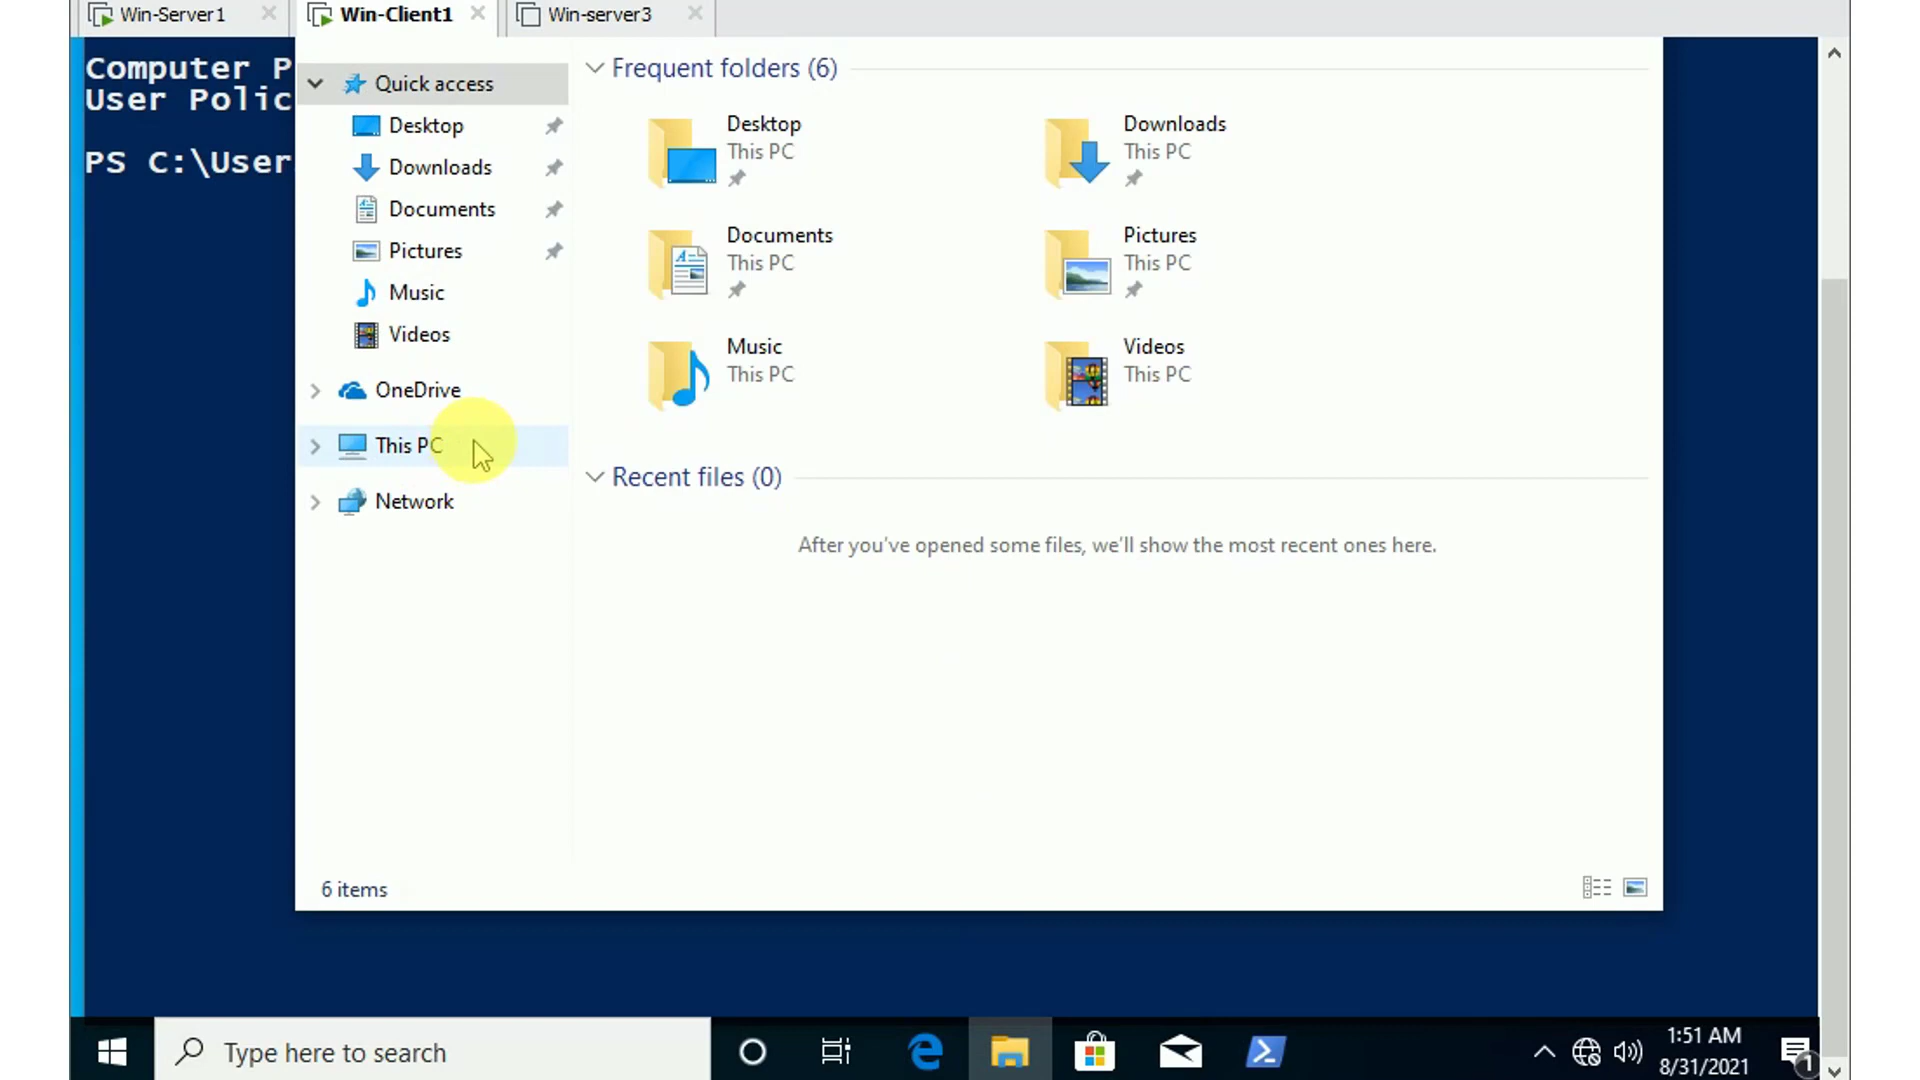 Win-Server1
Win-Client1
Win-server3
Computer P
User Polic
PS C:\User
Quick access
Desktop
Downloads
Documents
Pictures
Music
Videos
OneDrive
This PC
Network
Frequent folders (6)
Desktop
This PC
Downloads
This PC
Documents
This PC
Pictures
This PC
Music
This PC
Videos
This PC
Recent files (0)
After you've opened some files, we'll show the most recent ones here.
6 items
Type here to search
1:51 AM
8/31/2021
1